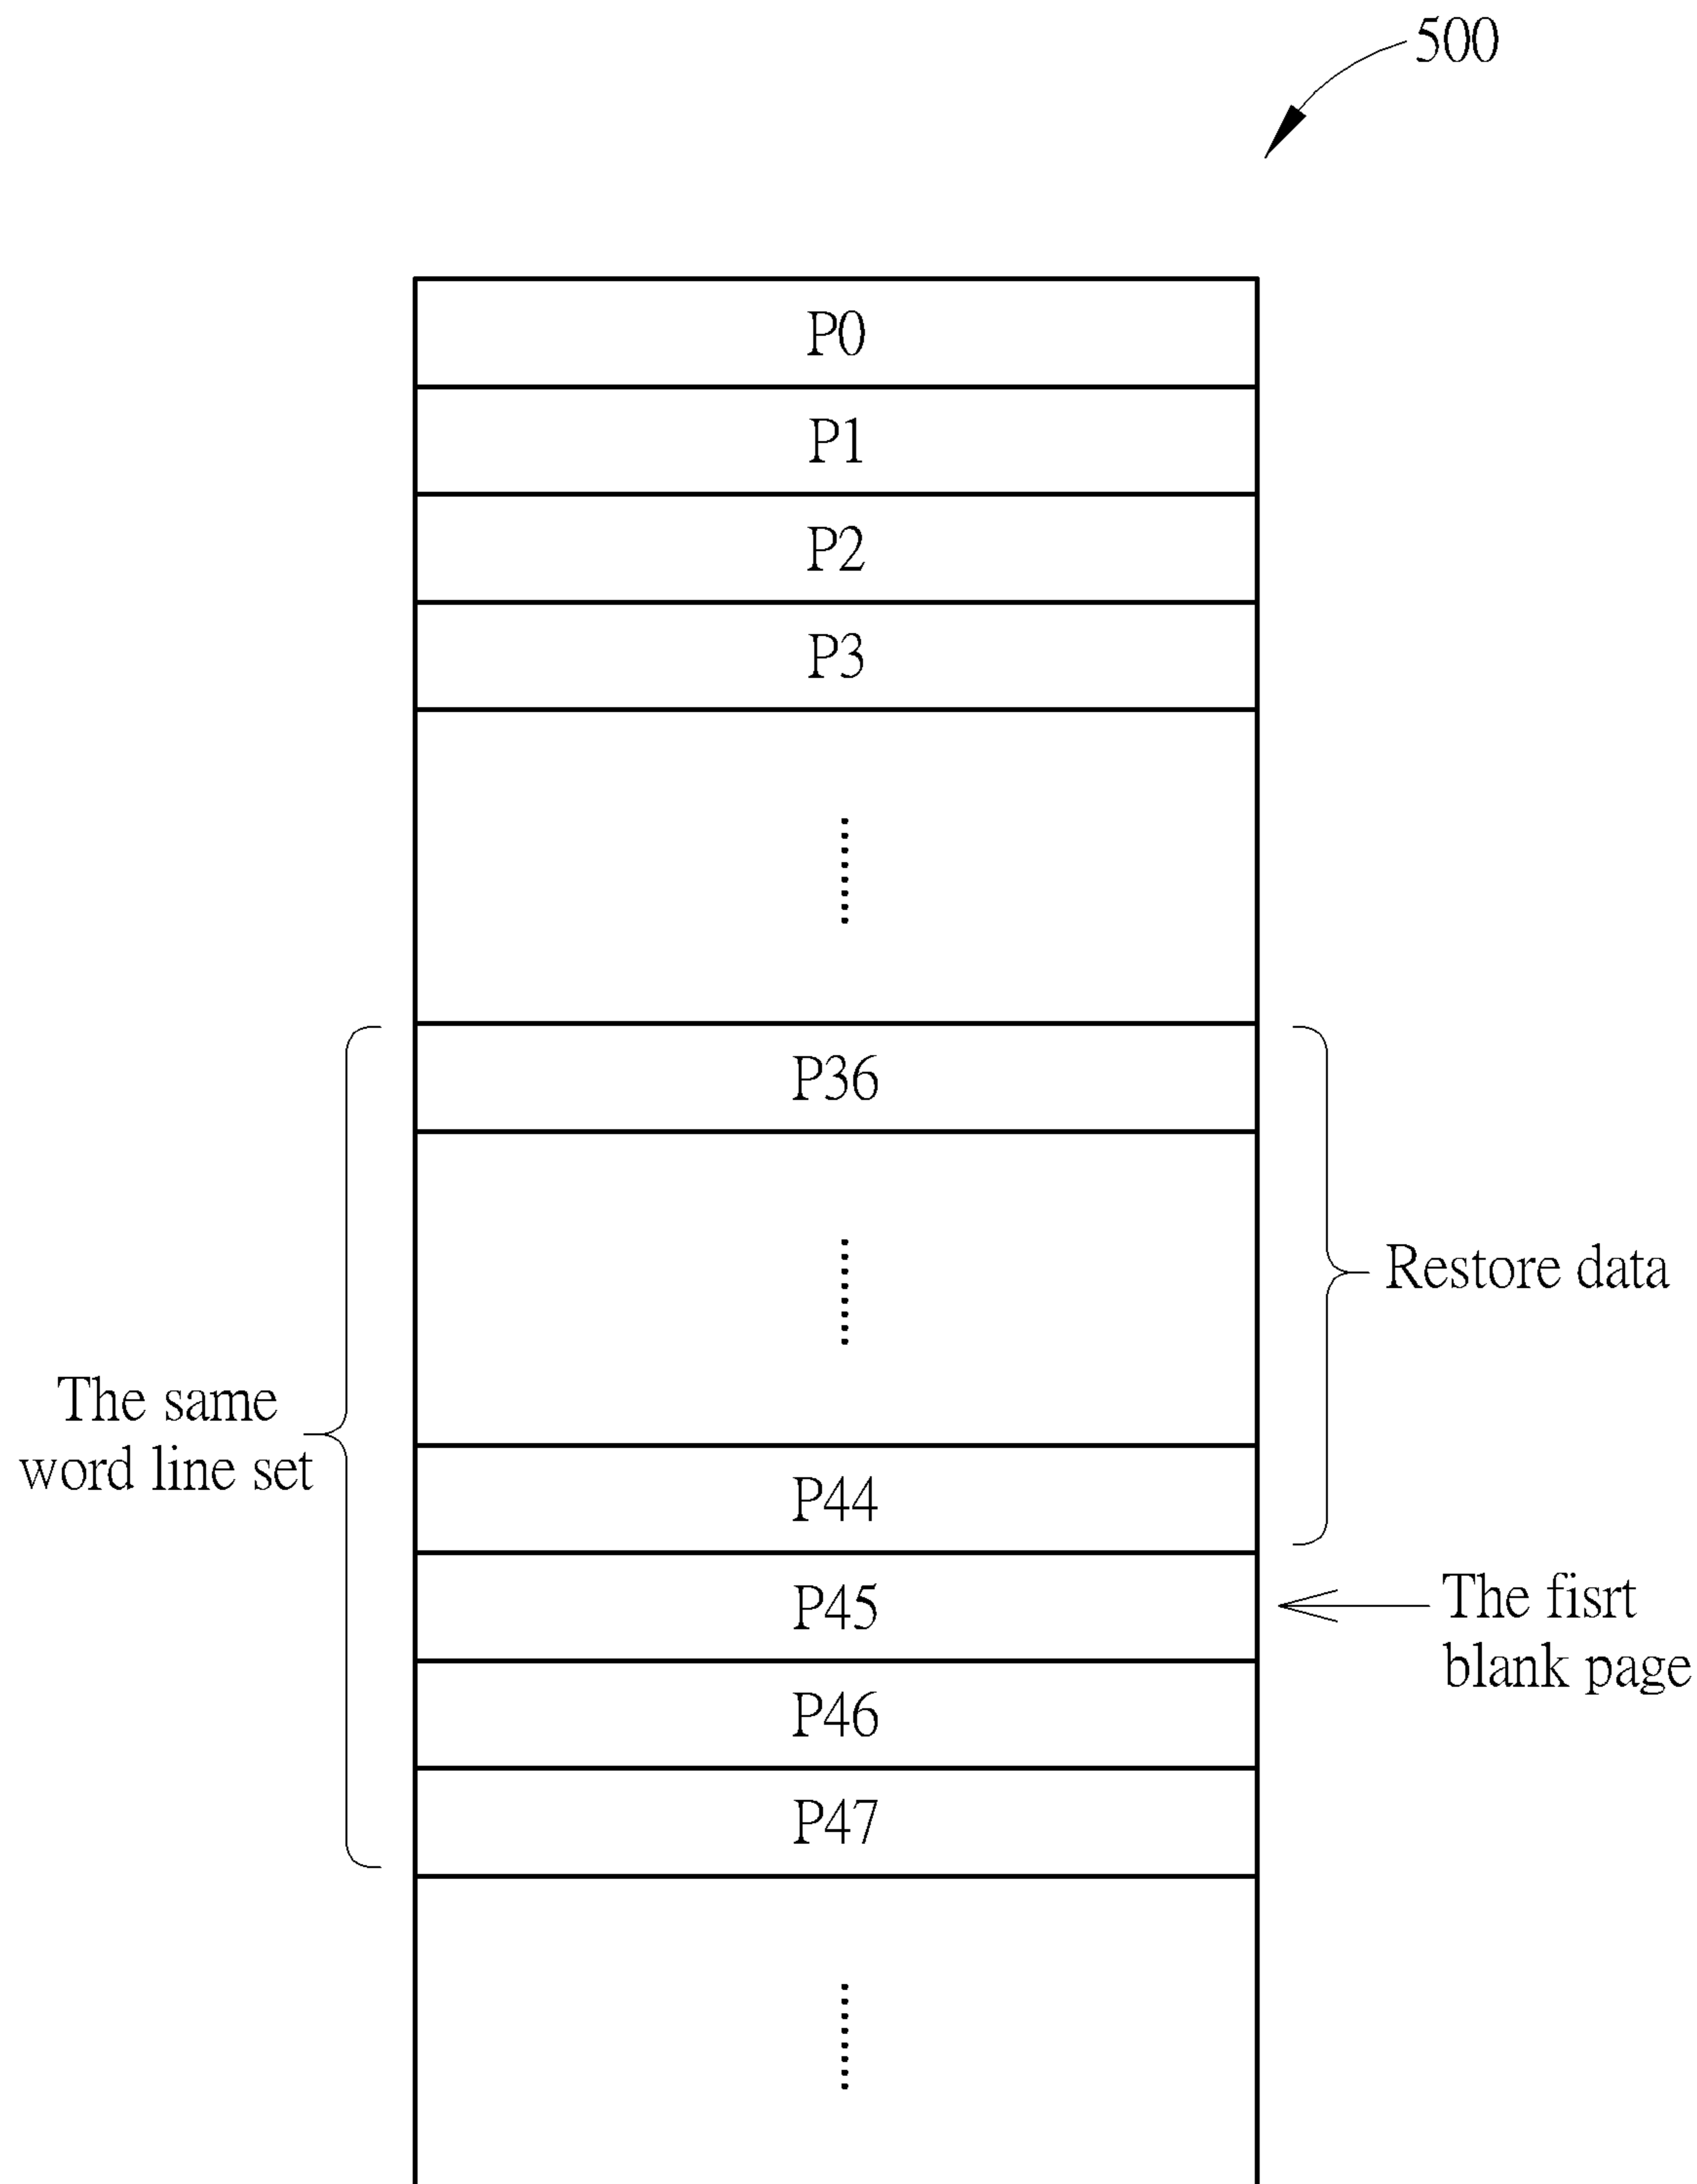 500
P0
P1
P2
P3
P36
Restore data
The same
word line set
P44
P45
The fisrt
blank page
P46
P47